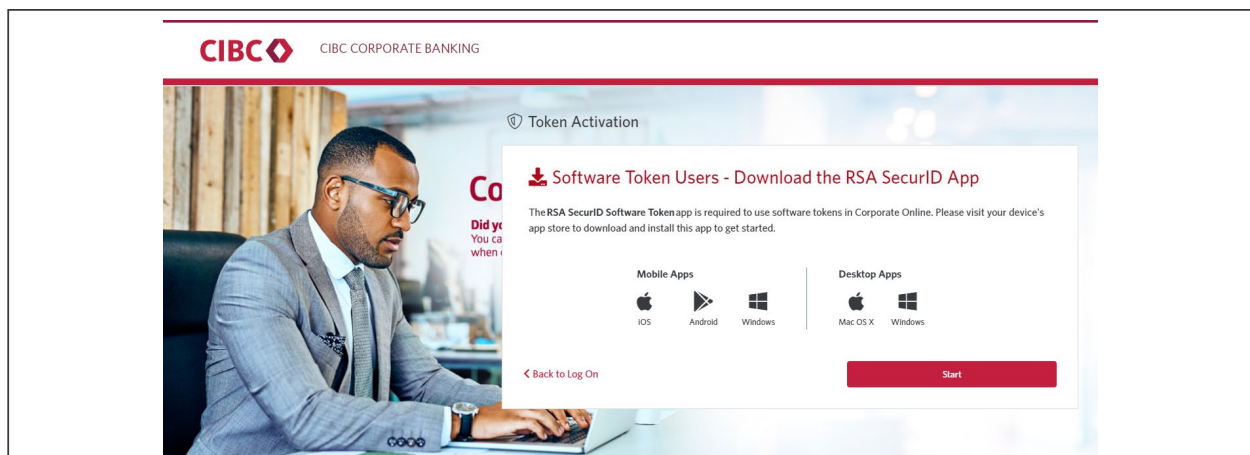 CIBC
CIBC CORPORATE BANKING
Token Activation
Co
Did yo
You ca
when
Software Token Users - Download the RSA SecurID App
The RSA SecurID Software Token app is required to use software tokens in Corporate Online. Please visit your device's
app store to download and install this app to get started.
Mobile Apps
Desktop Apps
iOS
Android
Windows
Mac OS X
Windows
Back to Log On
Start